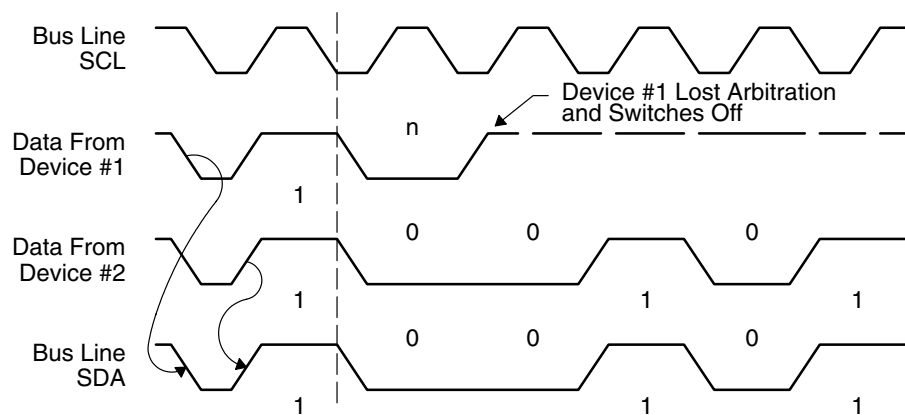 Bus Line
SCL
Device #1 Lost Arbitration
and Switches Off
n
Data From
Device #1
1
0 0 0
Data From
Device #2
1 1 1
0 0 0
Bus Line
SDA
1 1 1